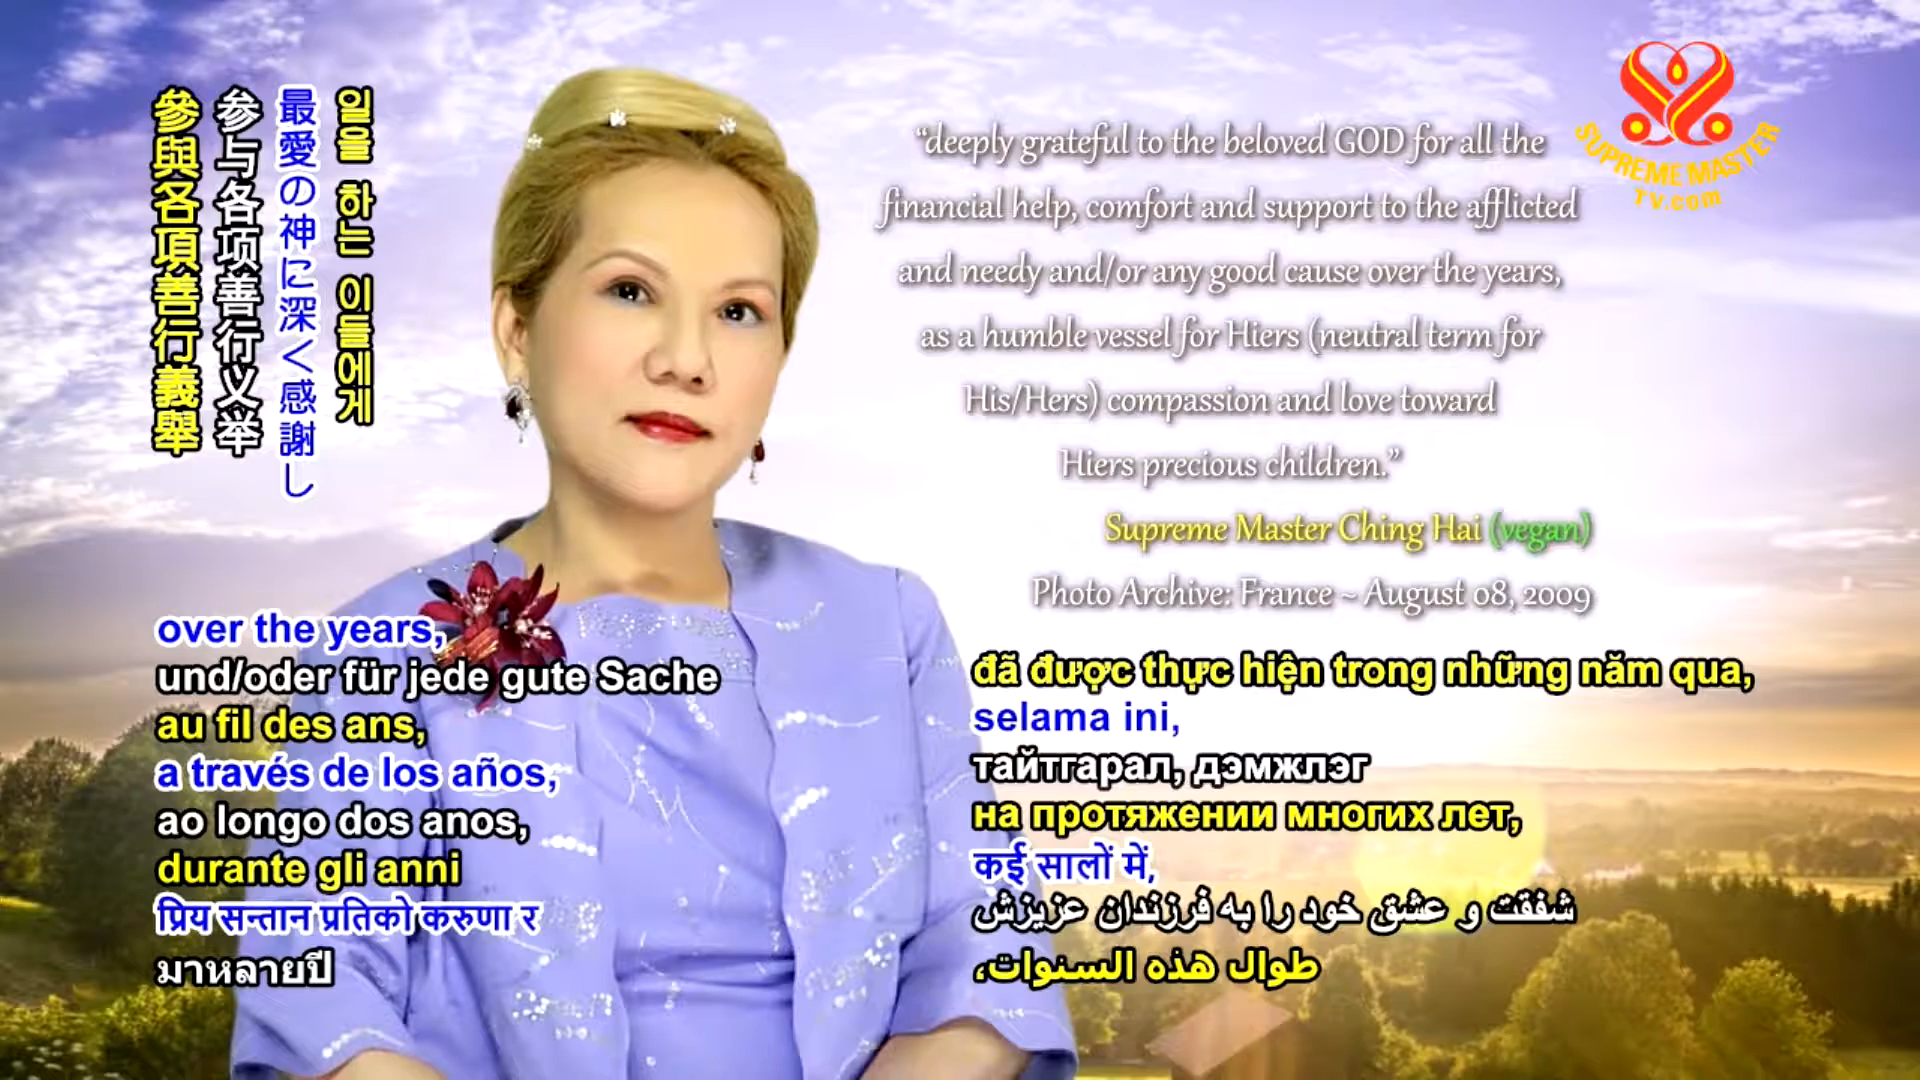 일을 하는 이들에게
最愛の神に深く感謝し
参与各项善行义举
參與各項善行義舉
SUPREME MASTER
TV.com
“deeply grateful to the beloved GOD for all the
financial help, comfort and support to the afflicted
and needy and/or any good cause over the years,
as a humble vessel for Hiers (neutral term for
His/Hers) compassion and love toward
Hiers precious children.”
Supreme Master Ching Hai (vegan)
Photo Archive: France ~ August 08, 2009
over the years,
und/oder für jede gute Sache
au fil des ans,
a través de los años,
ao longo dos anos,
durante gli anni
प्रिय सन्तान प्रतिको करुणा र
มาหลายปี
đã được thực hiện trong những năm qua,
selama ini,
тайтгарал, дэмжлэг
на протяжении многих лет,
कई सालों में,
شفقت و عشق خود را به فرزندان عزیزش
طوال هذه السنوات،